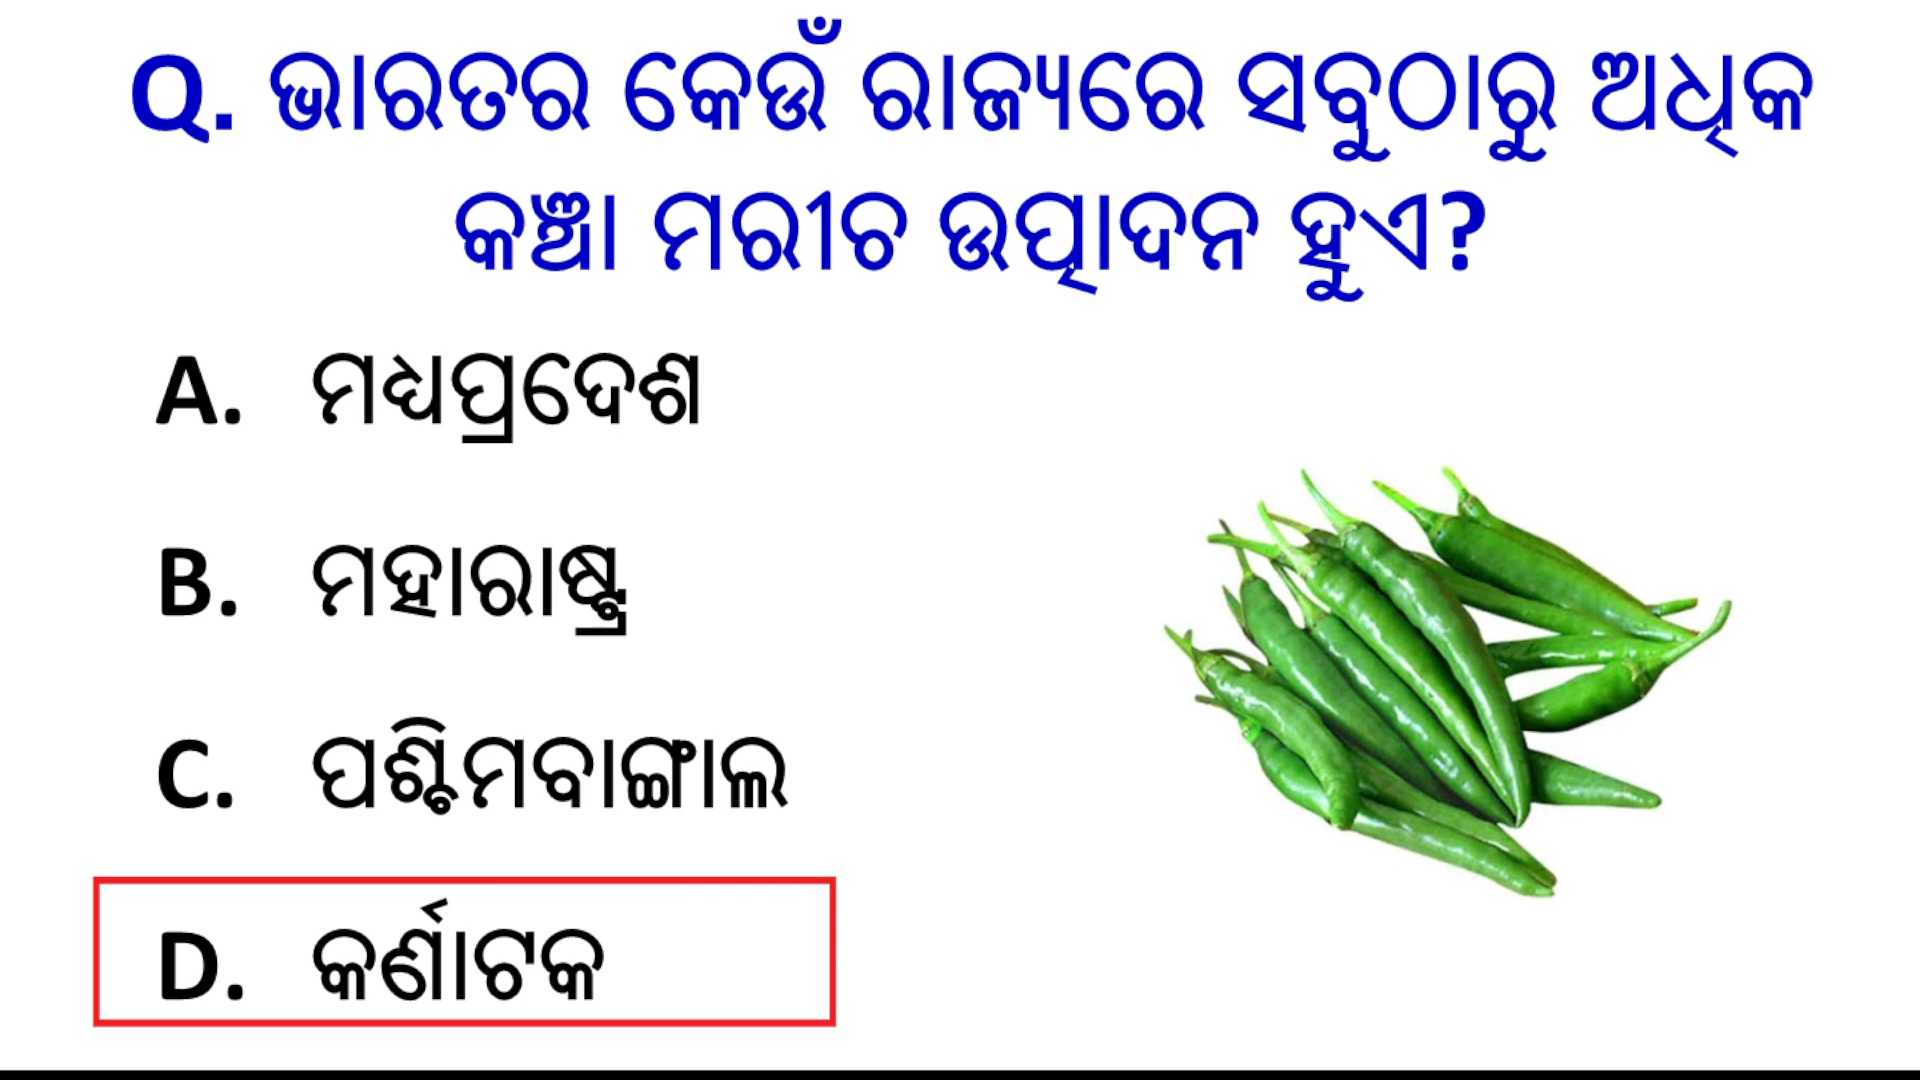 Q. ଭାରତର କେଉଁ ରାଜ୍ୟରେ ସବୁଠାରୁ ଅଧିକ
କଞ୍ଚା ମରୀଚ ଉତ୍ପାଦନ ହୁଏ?
A. ମଧ୍ୟପ୍ରଦେଶ
B. ମହାରାଷ୍ଟ୍ର
C. ପଶ୍ଚିମବାଙ୍ଗାଲ
D. କର୍ଣାଟକ